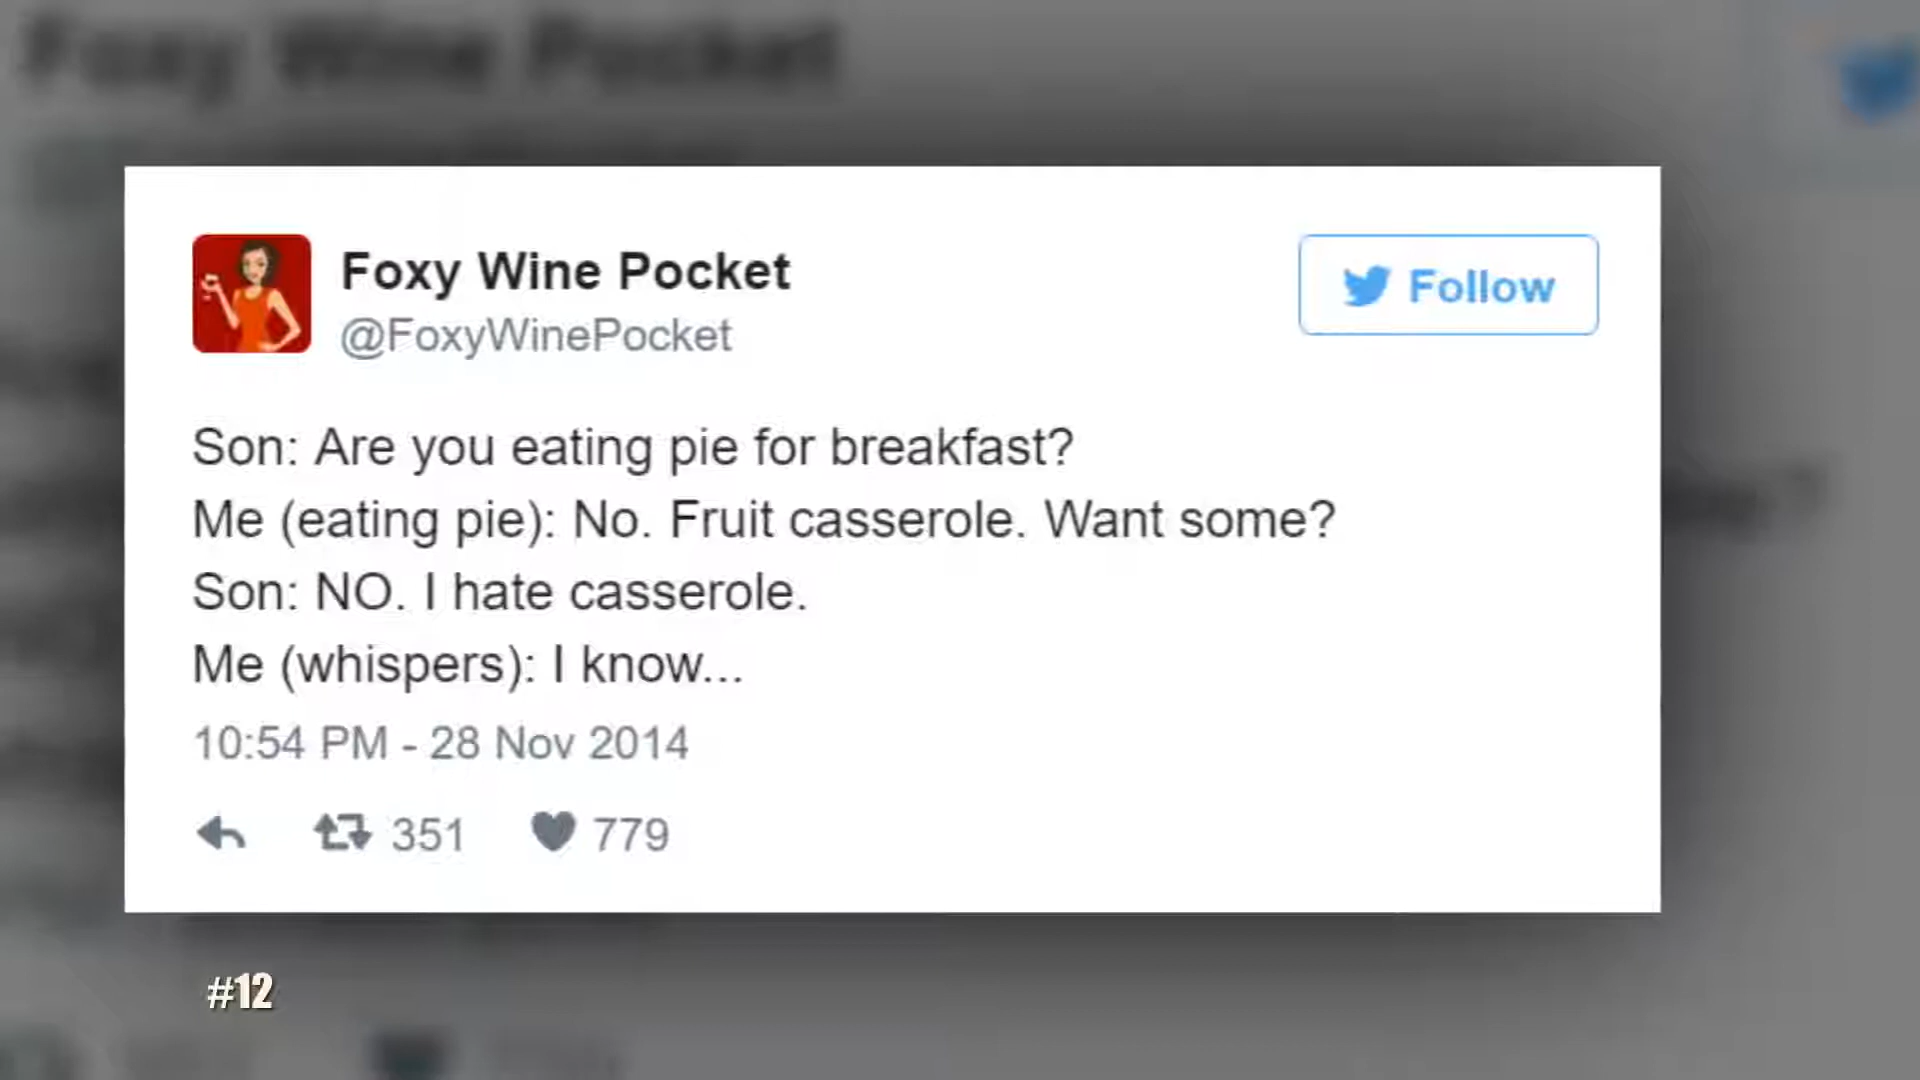 Foxy Wine Pocket
Foxy Wine Pocket
@FoxyWinePocket
Follow
Son: Are you eating pie for breakfast?
Me (eating pie): No. Fruit casserole. Want some?
Son: NO. I hate casserole.
Me (whispers): I know...
10:54 PM - 28 Nov 2014
351 779
#12